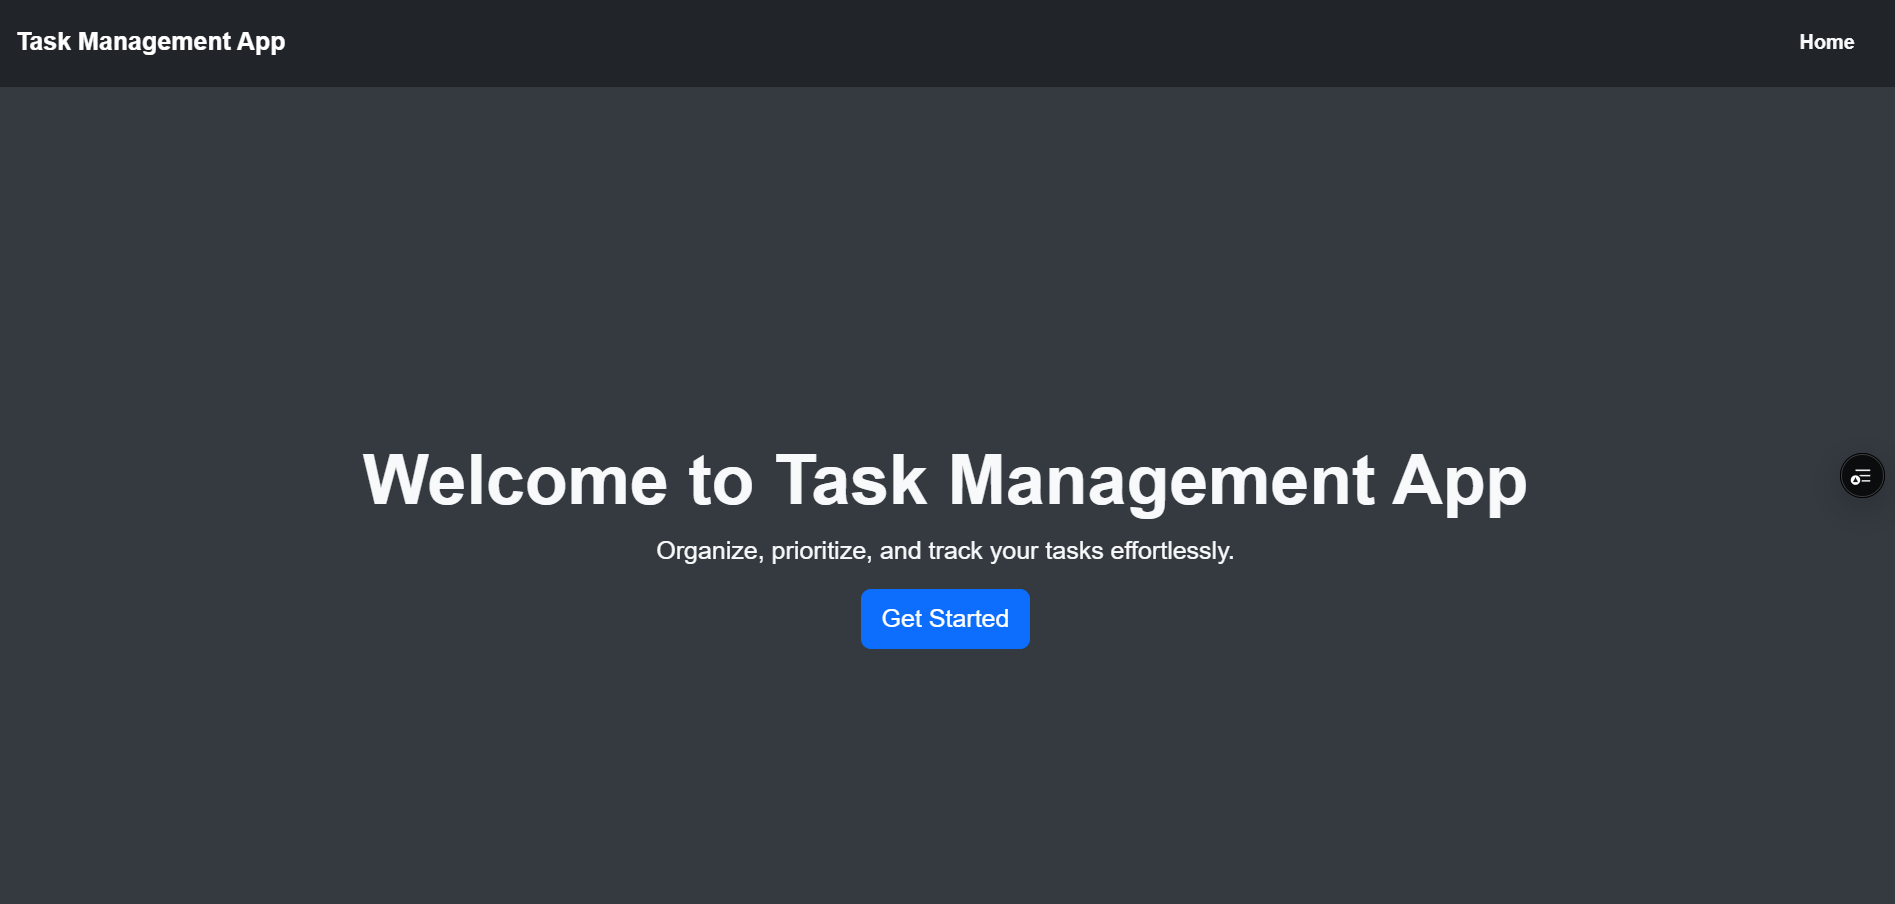 Task Management App
Home
Welcome to Task Management App
Organize, prioritize, and track your tasks effortlessly.
Get Started